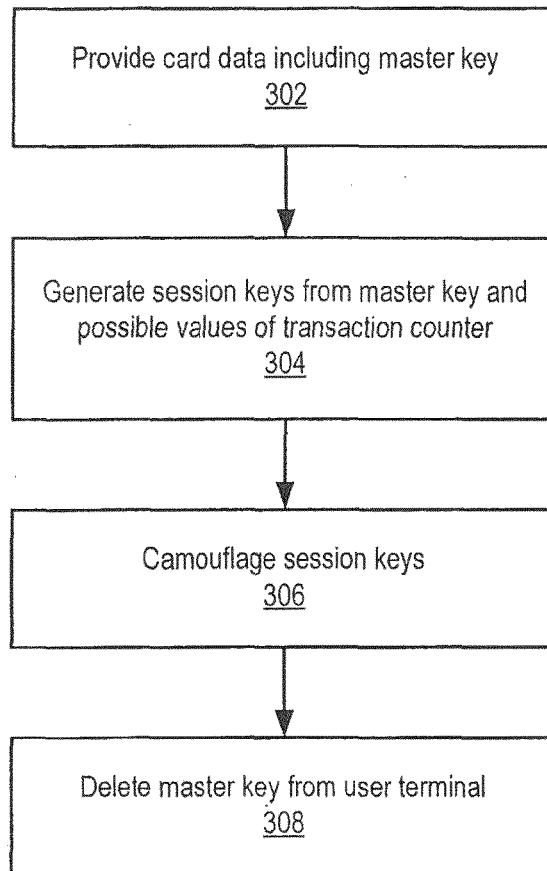 Provide card data including master key
302
Generate session keys from master key and
possible values of transaction counter
304
Camouflage session keys
306
Delete master key from user terminal
308